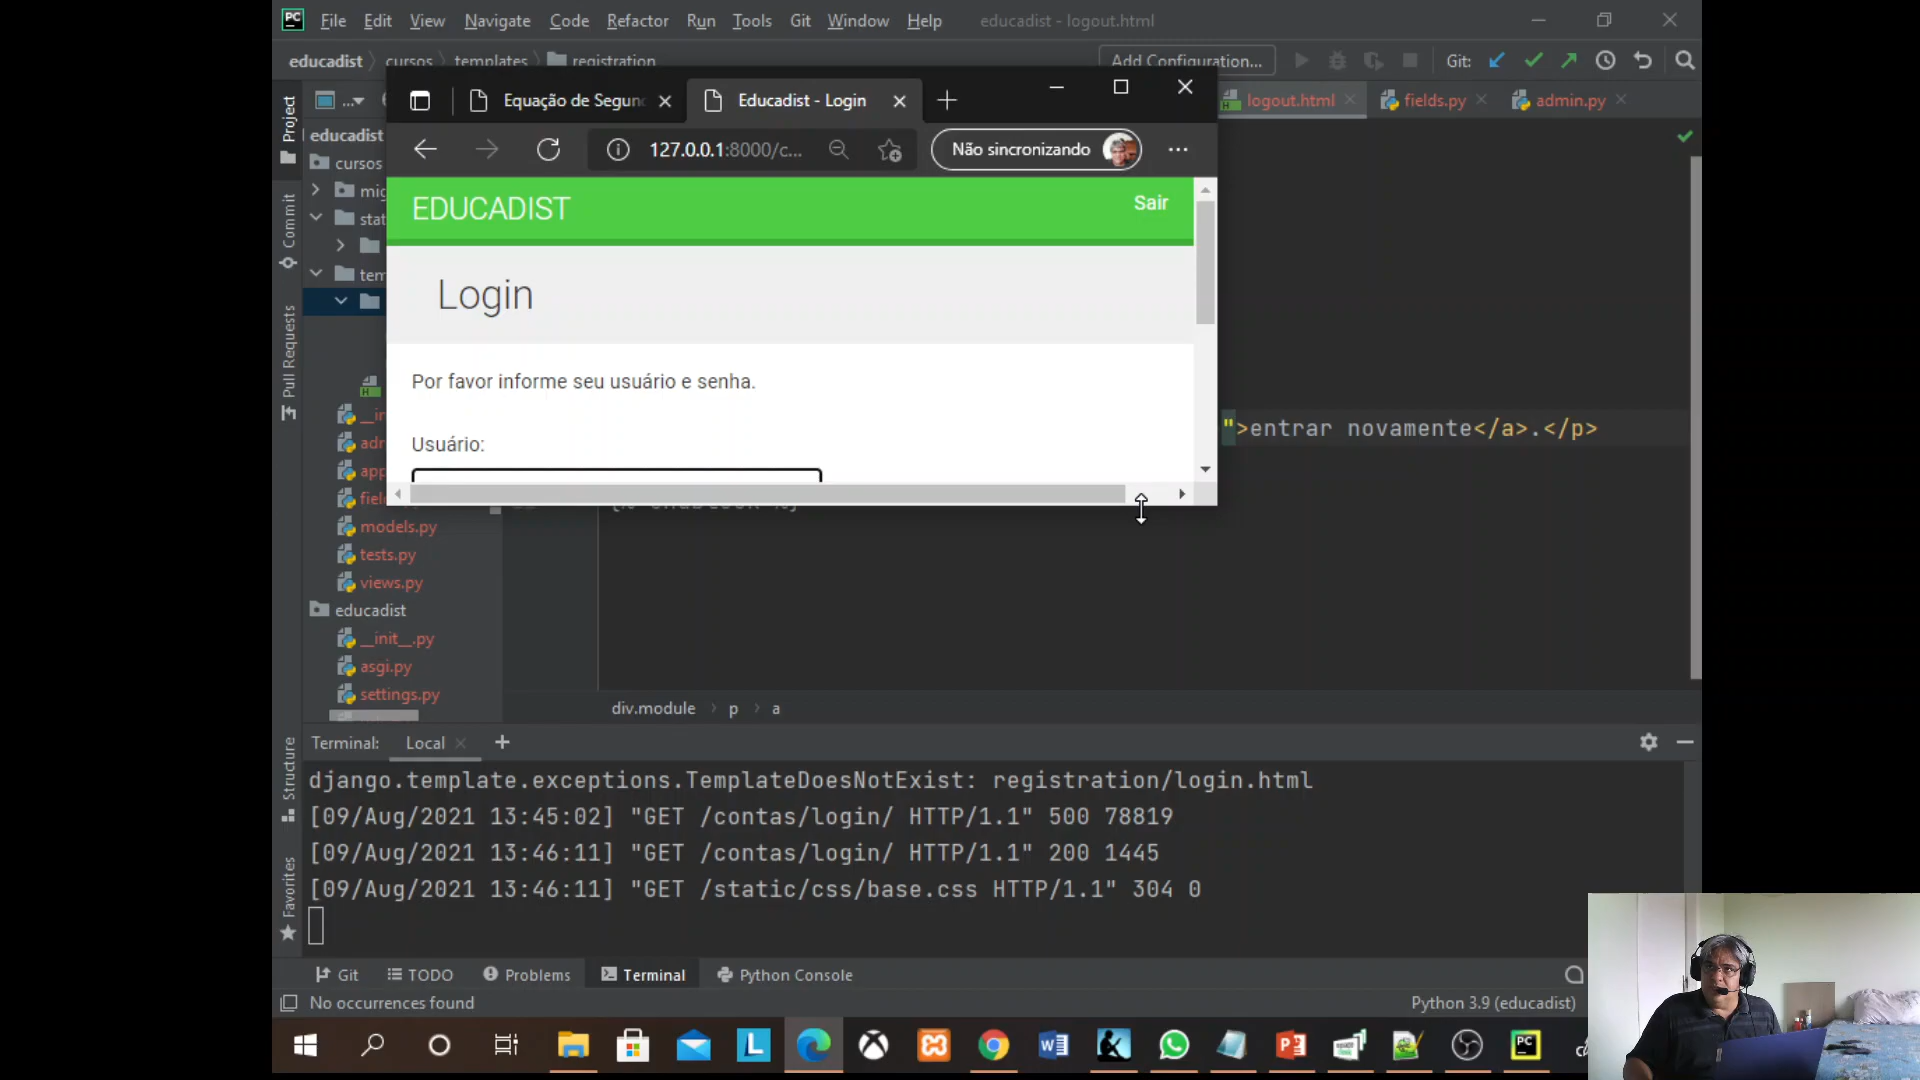 File Edit View Navigate Code Refactor Run Tools Git Window Help educadist - logout.html
educadist cursos templates registration Add Configuration... Git:
Equação de Segun Educadist - Login
logout.html fields.py admin.py
127.0.0.1:8000/c... Não sincronizando
EDUCADIST Sair
Login
Por favor informe seu usuário e senha.
Usuário:
Project
Commit
Pull Requests
Structure
Favorites
educadist
cursos
mig
stat
tem
__in
adm
app
field
models.py
tests.py
views.py
educadist
__init__.py
asgi.py
settings.py
">entrar novamente</a>.</p>
div.module p a
Terminal: Local
django.template.exceptions.TemplateDoesNotExist: registration/login.html
[09/Aug/2021 13:45:02] "GET /contas/login/ HTTP/1.1" 500 78819
[09/Aug/2021 13:46:11] "GET /contas/login/ HTTP/1.1" 200 1445
[09/Aug/2021 13:46:11] "GET /static/css/base.css HTTP/1.1" 304 0
Git TODO Problems Terminal Python Console
No occurrences found Python 3.9 (educadist)